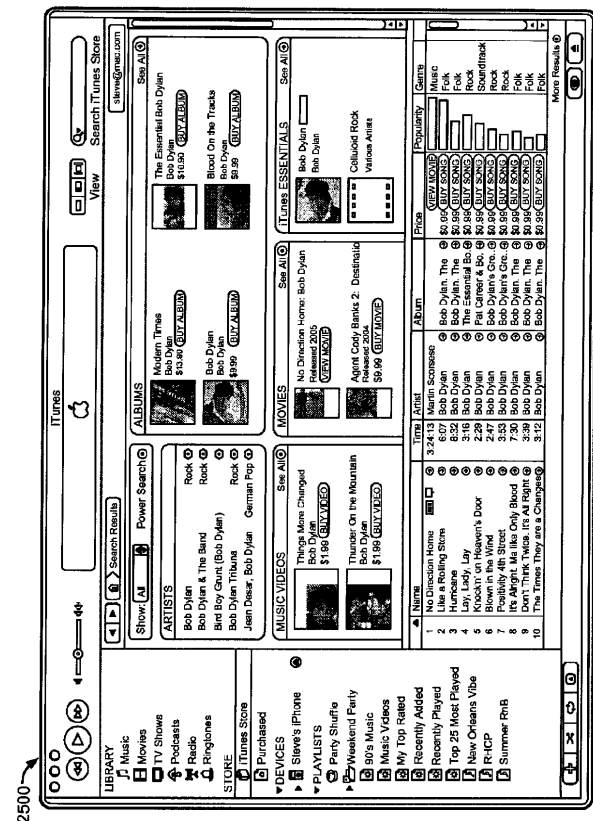 2500
iTunes
View
Search iTunes Store
LIBRARY
Music
Movies
TV Shows
Podcasts
Radio
Ringtones
STORE
iTunes Store
Purchased
DEVICES
Steve's iPhone
PLAYLISTS
Party Shuffle
Weekend Party
90's Music
Music Videos
My Top Rated
Recently Added
Recently Played
Top 25 Most Played
New Orleans Vibe
RHCP
Summer RnB
Search Results
steve@mac.com
Show: All Power Search
ARTISTS
Bob Dylan Rock
Bob Dylan & The Band Rock
Bird Boy Grunt (Bob Dylan)
Bob Dylan Tribuna Rock
Jean Desar, Bob Dylan German Pop
ALBUMS See All
Modern Times
Bob Dylan
$13.90 BUY ALBUM
The Essential Bob Dylan
Bob Dylan
$10.90 BUY ALBUM
Bob Dylan
Bob Dylan
$9.99 BUY ALBUM
Blood On the Tracks
Bob Dylan
$9.99 BUY ALBUM
MUSIC VIDEOS See All
Things More Changed
Bob Dylan
$1.99 BUY VIDEO
Thunder On the Mountain
Bob Dylan
$1.99 BUY VIDEO
MOVIES See All
No Direction Home: Bob Dylan
Released 2005
VIEW MOVIE
Agent Cody Banks 2: Destinatio
Released 2004
$9.99 BUY MOVIE
iTunes ESSENTIALS See All
Bob Dylan
Bob Dylan
Celluloid Rock
Various Artists
Name Time Artist Album Price Popularity Genre
1 No Direction Home 3:24:13 Martin Scorsese VIEW MOVIE Music
2 Like a Rolling Stone 6:07 Bob Dylan Bob Dylan. The $0.99 BUY SONG Folk
3 Hurricane 8:32 Bob Dylan Bob Dylan. The $0.99 BUY SONG Folk
4 Lay, Lady, Lay 3:16 Bob Dylan The Essential Bo. $0.99 BUY SONG Rock
5 Knockin' on Heaven's Door 2:29 Bob Dylan Pat Career & Bo. $0.99 BUY SONG Soundtrack
6 Blown in the Wind 2:47 Bob Dylan Bob Dylan's Gre. $0.99 BUY SONG Rock
7 Positivity 4th Street 3:53 Bob Dylan Bob Dylan's Gre. $0.99 BUY SONG Rock
8 It's Alright. Ma like Only Blood 7:30 Bob Dylan Bob Dylan. The $0.99 BUY SONG Folk
9 Don't Think Twice. It's All Right 3:39 Bob Dylan Bob Dylan. The $0.99 BUY SONG Folk
10 The Times They are a Changes 3:12 Bob Dylan Bob Dylan. The $0.99 BUY SONG Folk
More Results